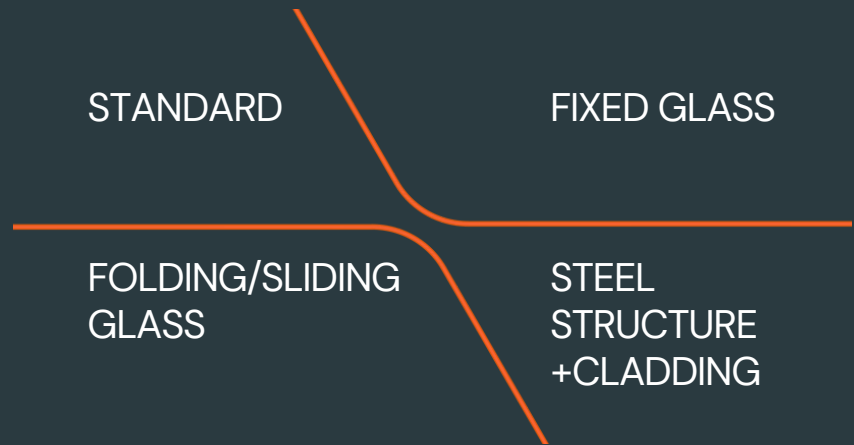 STANDARD
FIXED GLASS
FOLDING/SLIDING
GLASS
STEEL
STRUCTURE
+CLADDING